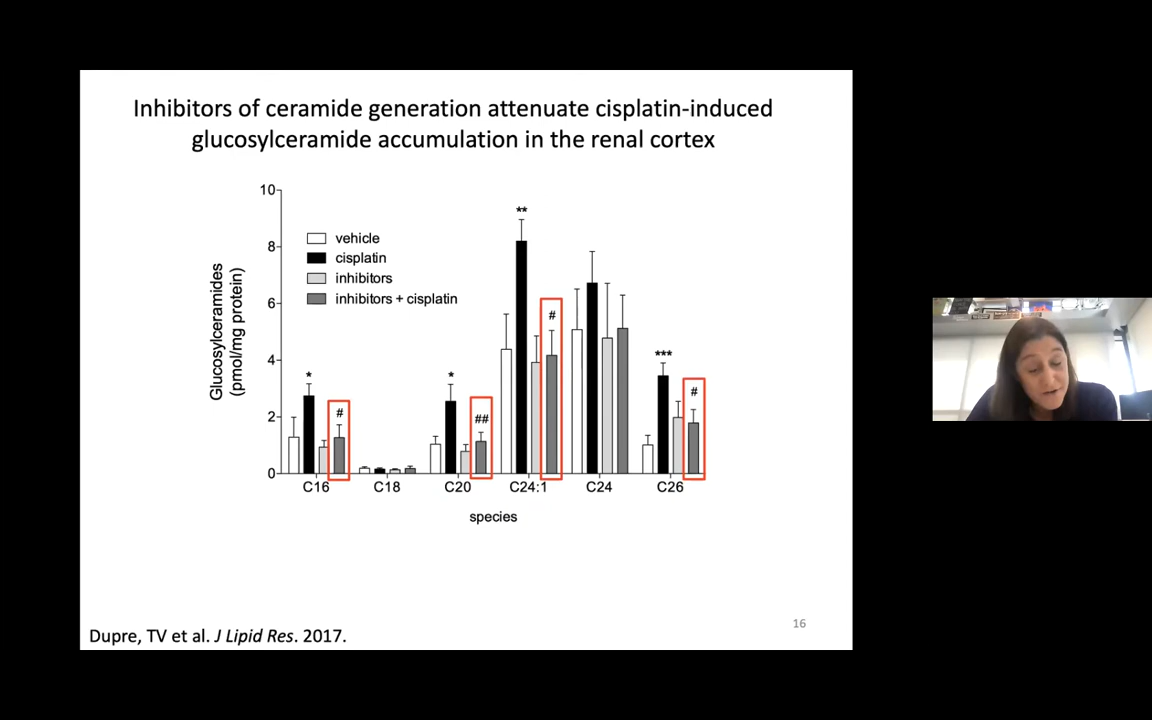 Inhibitors of ceramide generation attenuate cisplatin-induced
glucosylceramide accumulation in the renal cortex
Glucosylceramides
(pmol/mg protein)
10
8
6
4
2
0
vehicle
cisplatin
inhibitors
inhibitors + cisplatin
* # * ## ** # *** #
C16 C18 C20 C24:1 C24 C26
species
Dupre, TV et al. J Lipid Res. 2017.
16